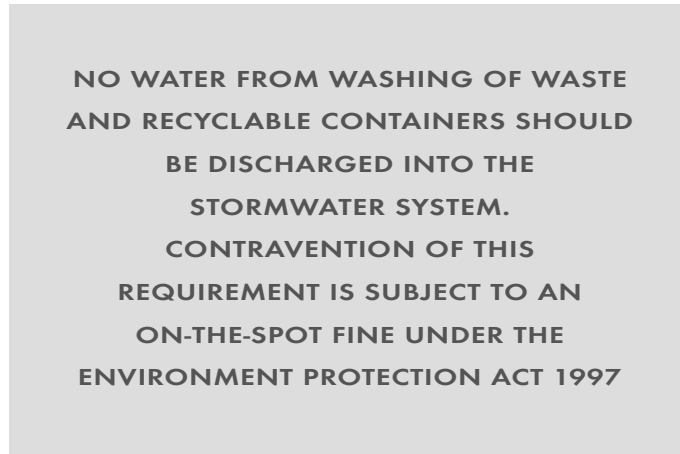 NO WATER FROM WASHING OF WASTE
AND RECYCLABLE CONTAINERS SHOULD
BE DISCHARGED INTO THE
STORMWATER SYSTEM.
CONTRAVENTION OF THIS
REQUIREMENT IS SUBJECT TO AN
ON-THE-SPOT FINE UNDER THE
ENVIRONMENT PROTECTION ACT 1997